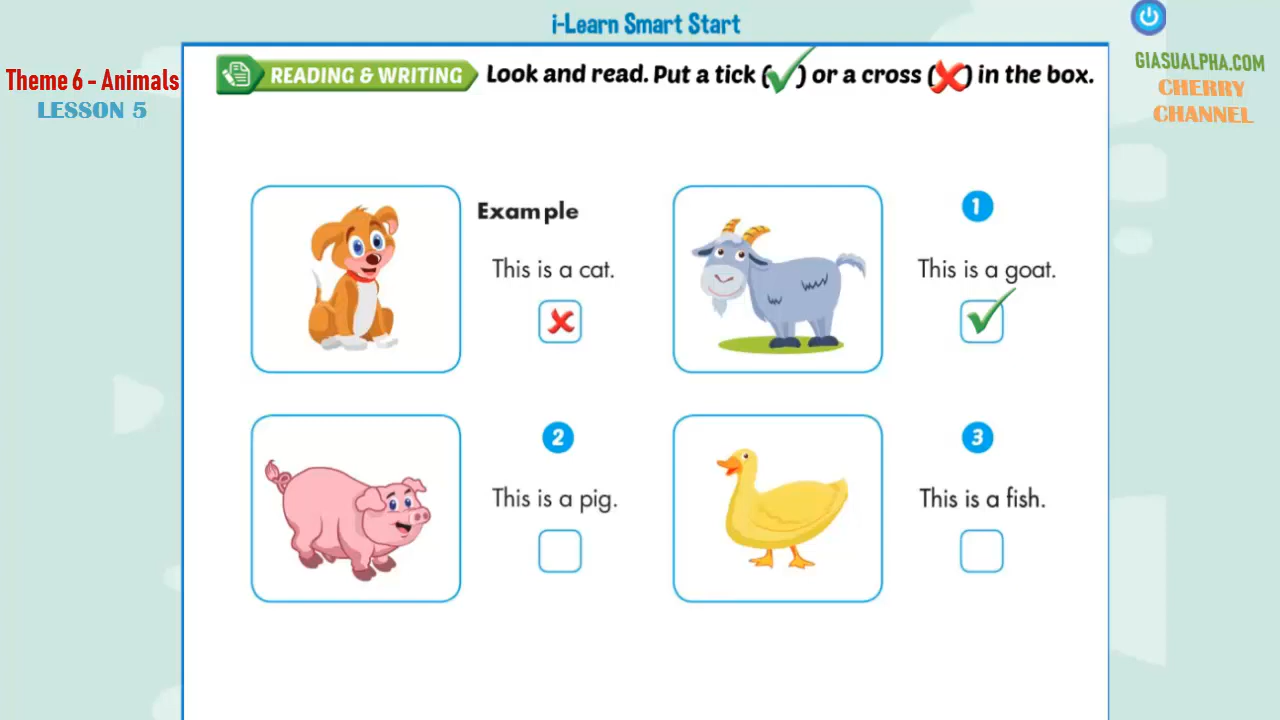 i-Learn Smart Start
Theme 6 - Animals
LESSON 5
READING & WRITING Look and read. Put a tick (✓) or a cross (✗) in the box.
GIASUALPHA.COM
CHERRY
CHANNEL
Example
This is a cat.
1
This is a goat.
2
This is a pig.
3
This is a fish.